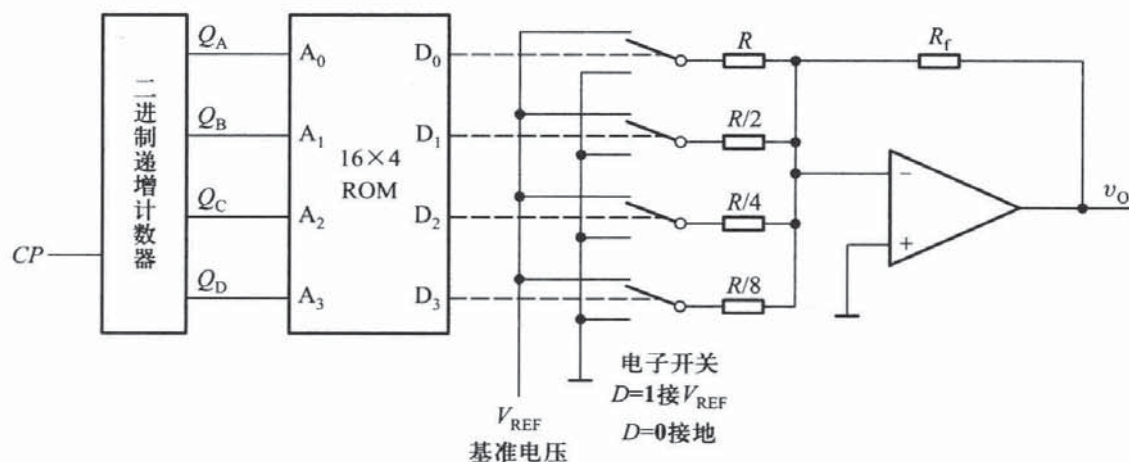 二进制递增计数器
CP
Q_A
Q_B
Q_C
Q_D
A_0
A_1
A_2
A_3
16×4
ROM
D_0
D_1
D_2
D_3
R
R/2
R/4
R/8
R_f
−
+
v_O
电子开关
D=1接V_REF
D=0接地
V_REF
基准电压